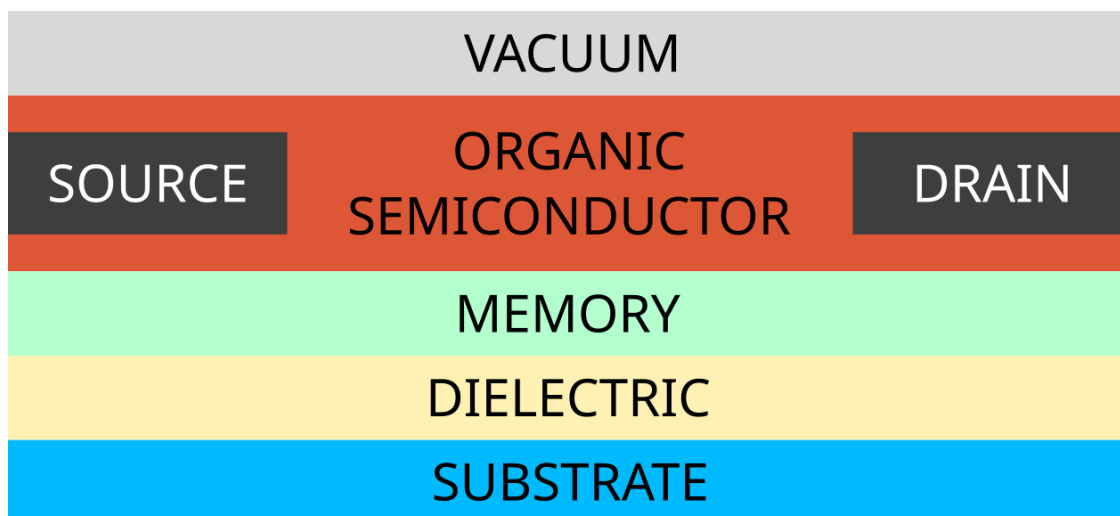 VACUUM
ORGANIC
SEMICONDUCTOR
SOURCE
DRAIN
MEMORY
DIELECTRIC
SUBSTRATE